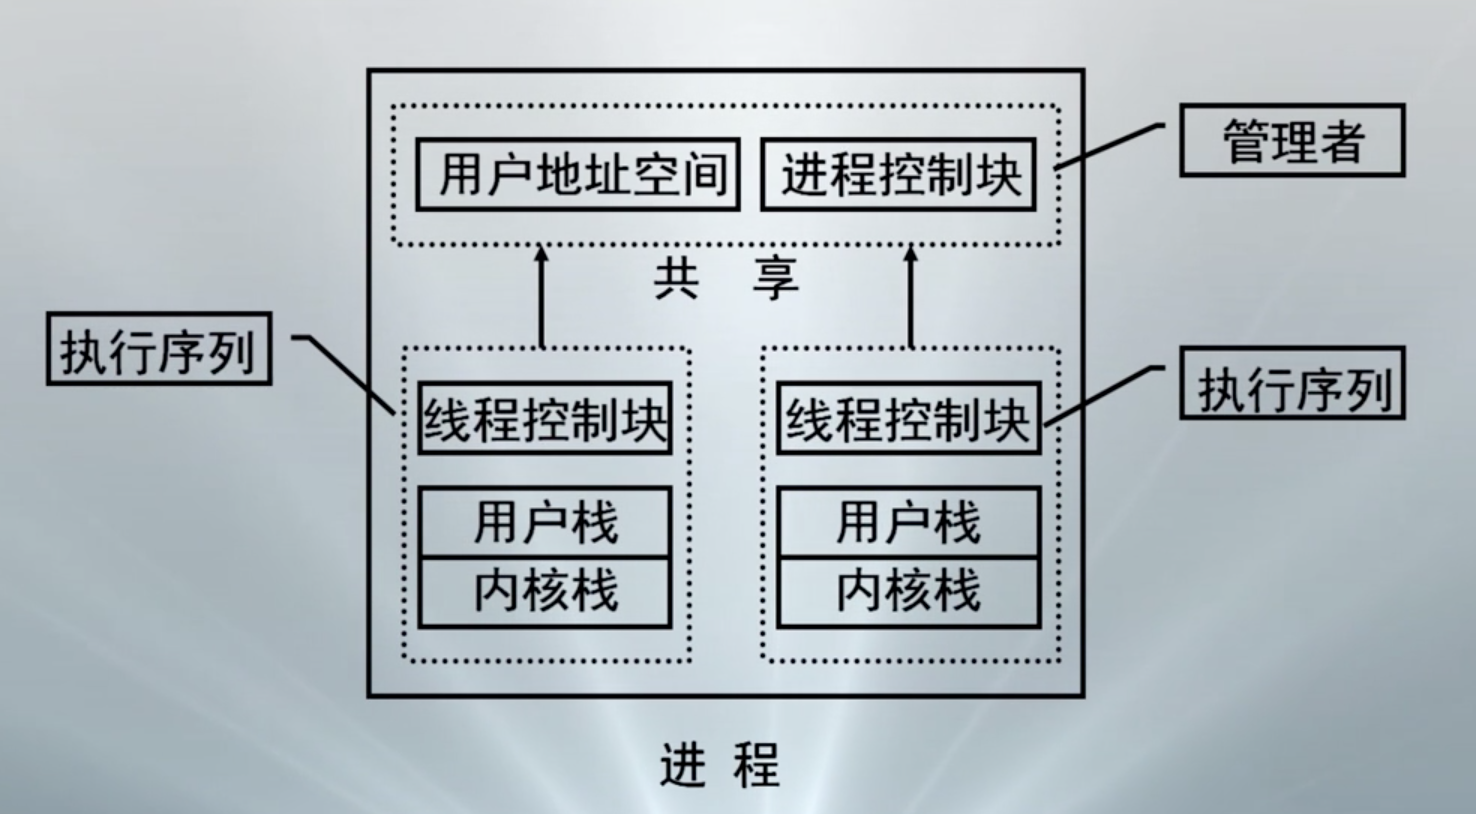 管理者
用户地址空间
进程控制块
共 享
执行序列
线程控制块
用户栈
内核栈
线程控制块
用户栈
内核栈
执行序列
进 程